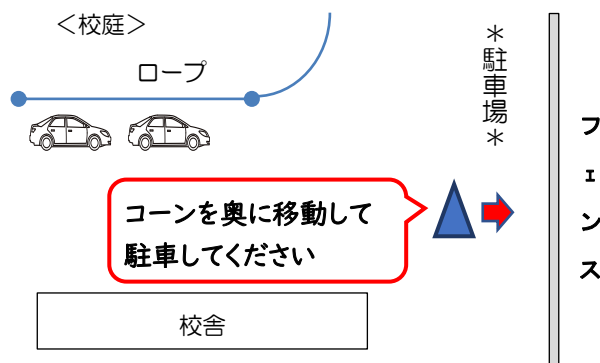 ＜校庭＞
ロープ
＊駐車場＊
フェンス
コーンを奥に移動して
駐車してください
校舎